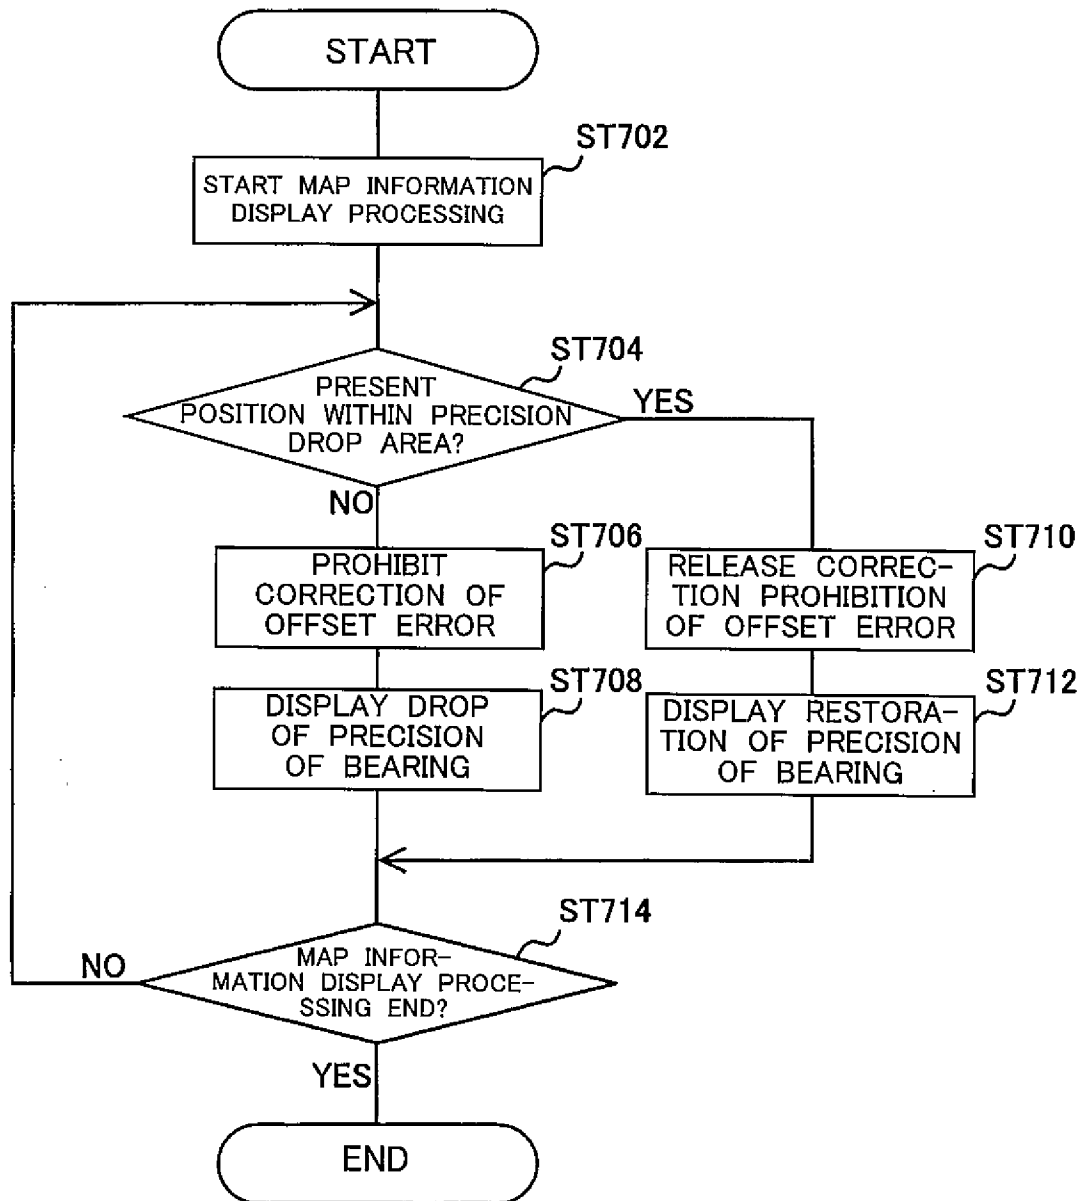 START
ST702
START MAP INFORMATION
DISPLAY PROCESSING
ST704
PRESENT
POSITION WITHIN PRECISION
DROP AREA?
YES
NO
ST706
PROHIBIT
CORRECTION OF
OFFSET ERROR
ST710
RELEASE CORREC-
TION PROHIBITION
OF OFFSET ERROR
ST708
DISPLAY DROP
OF PRECISION
OF BEARING
ST712
DISPLAY RESTORA-
TION OF PRECISION
OF BEARING
ST714
MAP INFOR-
MATION DISPLAY PROCE-
SSING END?
NO
YES
END